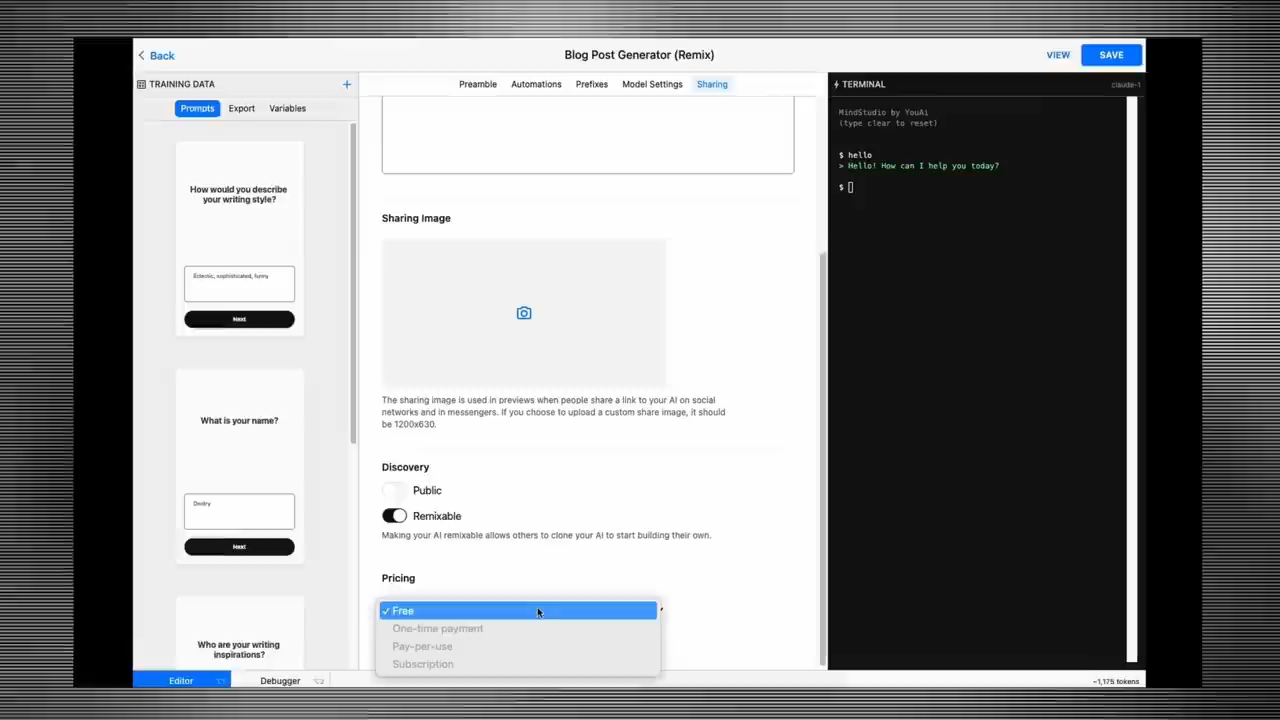 Back
Blog Post Generator (Remix)
VIEW
SAVE
TRAINING DATA
+
Prompts
Export
Variables
How would you describe
your writing style?
Eclectic, sophisticated, funny
Next
What is your name?
Dmitry
Next
Who are your writing
inspirations?
Preamble
Automations
Prefixes
Model Settings
Sharing
Sharing Image
The sharing image is used in previews when people share a link to your AI on social
networks and in messengers. If you choose to upload a custom share image, it should
be 1200x630.
Discovery
Public
Remixable
Making your AI remixable allows others to clone your AI to start building their own.
Pricing
✓ Free
One-time payment
Pay-per-use
Subscription
TERMINAL
claude-1
MindStudio by YouAi
(type clear to reset)
$ hello
> Hello! How can I help you today?
$
Editor
Debugger
~1,175 tokens